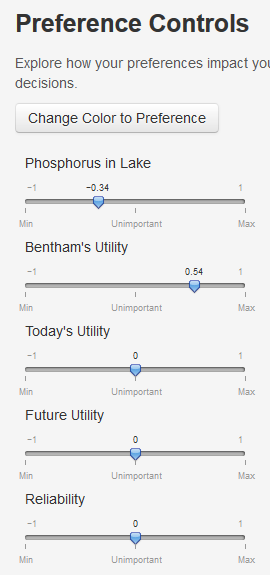 Preference Controls
Explore how your preferences impact you
decisions.
Change Color to Preference
Phosphorus in Lake
−1 −0.34 1
Min Unimportant Max
Bentham's Utility
−1 0.54 1
Min Unimportant Max
Today's Utility
−1 0 1
Min Unimportant Max
Future Utility
−1 0 1
Min Unimportant Max
Reliability
−1 0 1
Min Unimportant Max